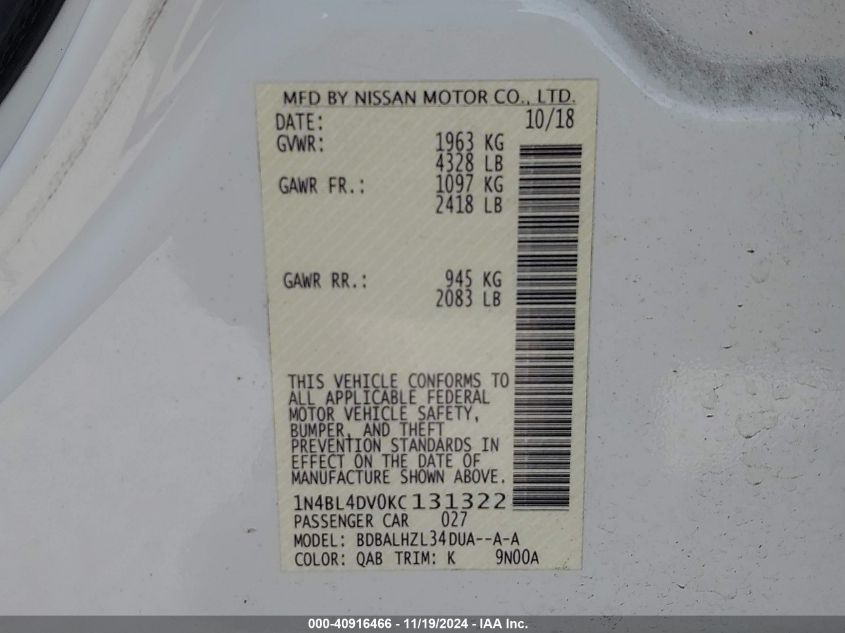 MFD BY NISSAN MOTOR CO., LTD.
DATE: 10/18
GVWR: 1963 KG
4328 LB
GAWR FR.: 1097 KG
2418 LB
GAWR RR.: 945 KG
2083 LB
THIS VEHICLE CONFORMS TO
ALL APPLICABLE FEDERAL
MOTOR VEHICLE SAFETY,
BUMPER, AND THEFT
PREVENTION STANDARDS IN
EFFECT ON THE DATE OF
MANUFACTURE SHOWN ABOVE.
1N4BL4DV0KC131322
PASSENGER CAR 027
MODEL: BDBALHZL34DUA--A-A
COLOR: QAB TRIM: K 9N00A
000-40916466 - 11/19/2024 - IAA Inc.